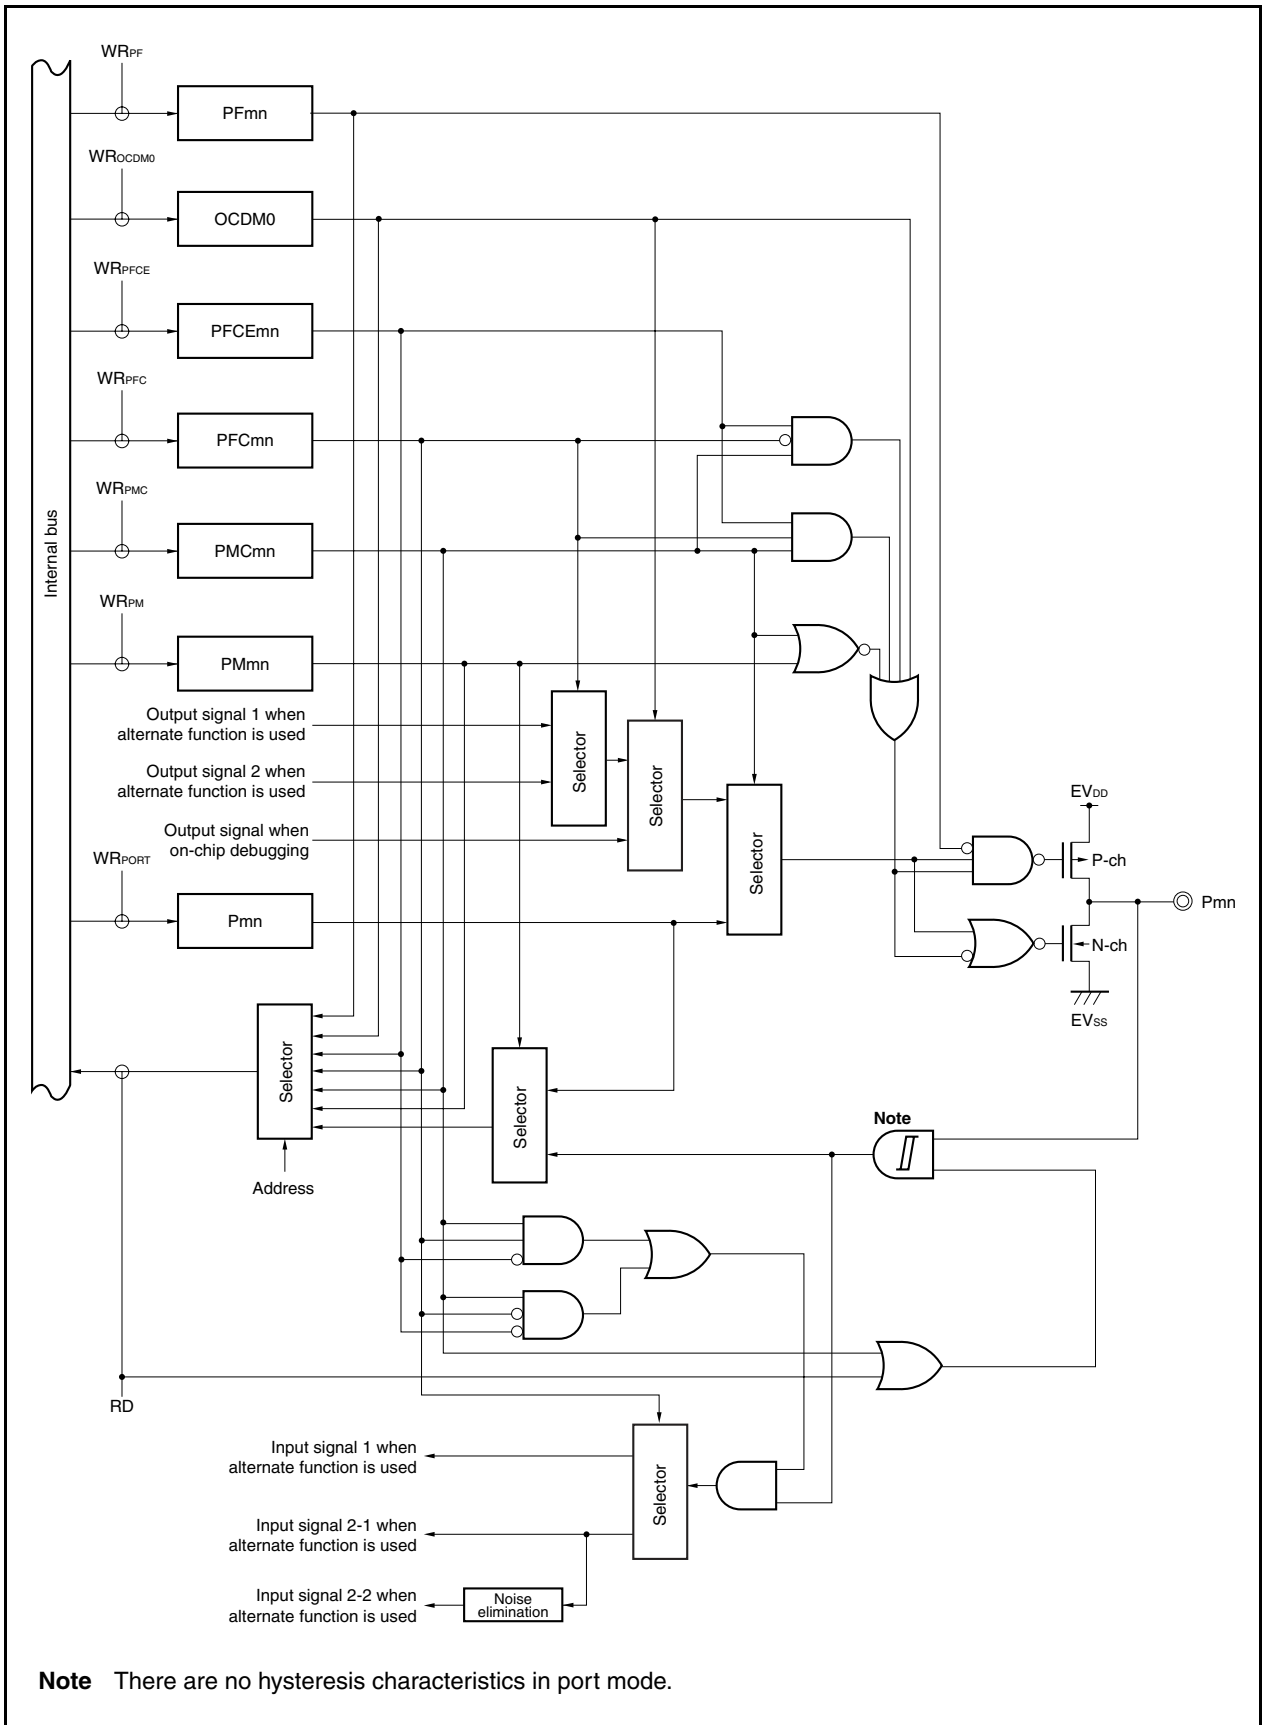 WRPF
PFmn
WROCDM0
OCDM0
WRPFCE
PFCEmn
WRPFC
PFCmn
WRPMC
PMCmn
Internal bus
WRPM
PMmn
Output signal 1 when
alternate function is used
Output signal 2 when
alternate function is used
Output signal when
on-chip debugging
Selector
Selector
Selector
WRPORT
Pmn
EVDD
P-ch
Pmn
N-ch
EVSS
Selector
Address
Selector
Note
RD
Input signal 1 when
alternate function is used
Input signal 2-1 when
alternate function is used
Input signal 2-2 when
alternate function is used
Noise
elimination
Selector
Note There are no hysteresis characteristics in port mode.